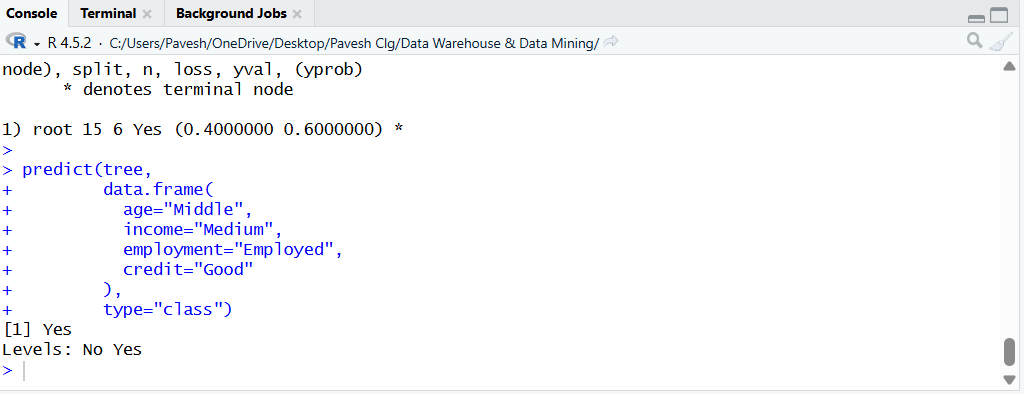 Console Terminal Background Jobs
R 4.5.2 · C:/Users/Pavesh/OneDrive/Desktop/Pavesh Clg/Data Warehouse & Data Mining/
node), split, n, loss, yval, (yprob)
      * denotes terminal node
1) root 15 6 Yes (0.4000000 0.6000000) *
>
> predict(tree,
+         data.frame(
+           age="Middle",
+           income="Medium",
+           employment="Employed",
+           credit="Good"
+         ),
+         type="class")
[1] Yes
Levels: No Yes
>